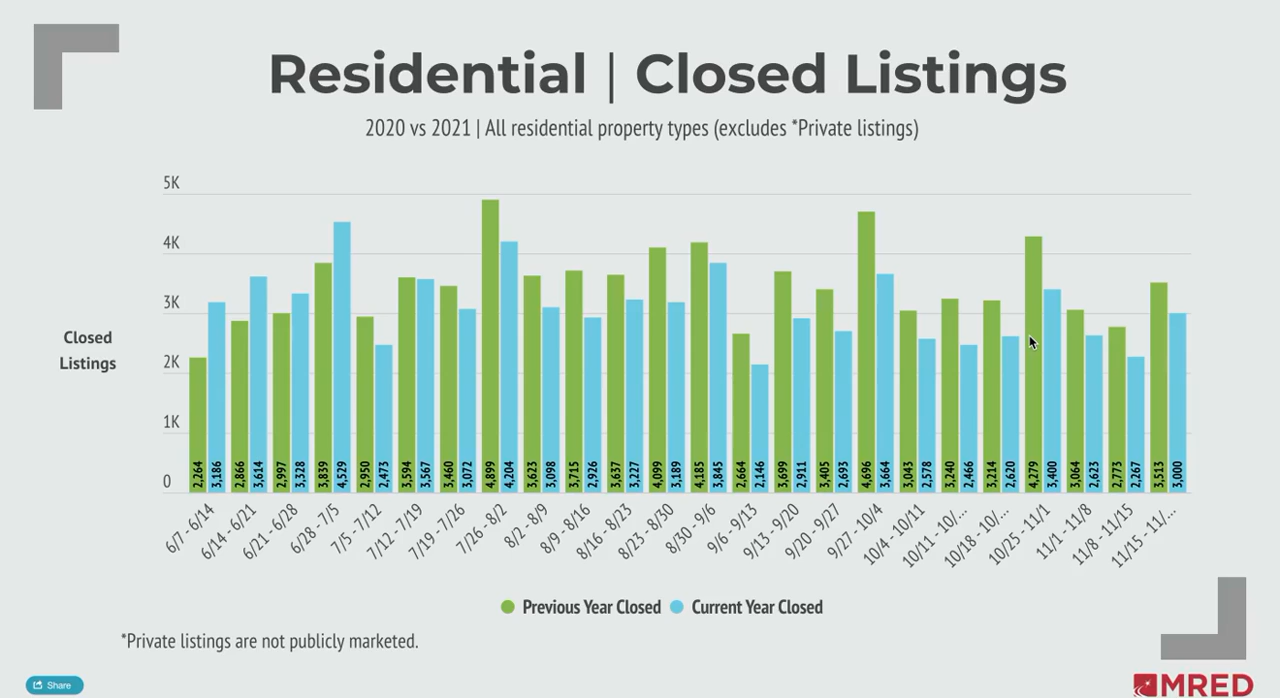 Residential | Closed Listings
2020 vs 2021 | All residential property types (excludes *Private listings)
5K
4K
3K
2K
1K
0
Closed
Listings
2,264 3,186 2,866 3,614 2,997 3,328 3,839 4,529 2,950 2,473 3,594 3,567 3,460 3,072 4,899 4,204 3,623 3,098 3,715 2,926 3,637 3,227 4,099 3,189 4,185 3,845 2,664 2,146 3,699 2,911 3,405 2,693 4,696 3,664 3,043 2,578 3,240 2,466 3,214 2,620 4,279 3,400 3,064 2,623 2,773 2,267 3,513 3,000
6/7 - 6/14 6/14 - 6/21 6/21 - 6/28 6/28 - 7/5 7/5 - 7/12 7/12 - 7/19 7/19 - 7/26 7/26 - 8/2 8/2 - 8/9 8/9 - 8/16 8/16 - 8/23 8/23 - 8/30 8/30 - 9/6 9/6 - 9/13 9/13 - 9/20 9/20 - 9/27 9/27 - 10/4 10/4 - 10/11 10/11 - 10/... 10/18 - 10/... 10/25 - 11/1 11/1 - 11/8 11/8 - 11/15 11/15 - 11/...
Previous Year Closed Current Year Closed
*Private listings are not publicly marketed.
Share
MRED